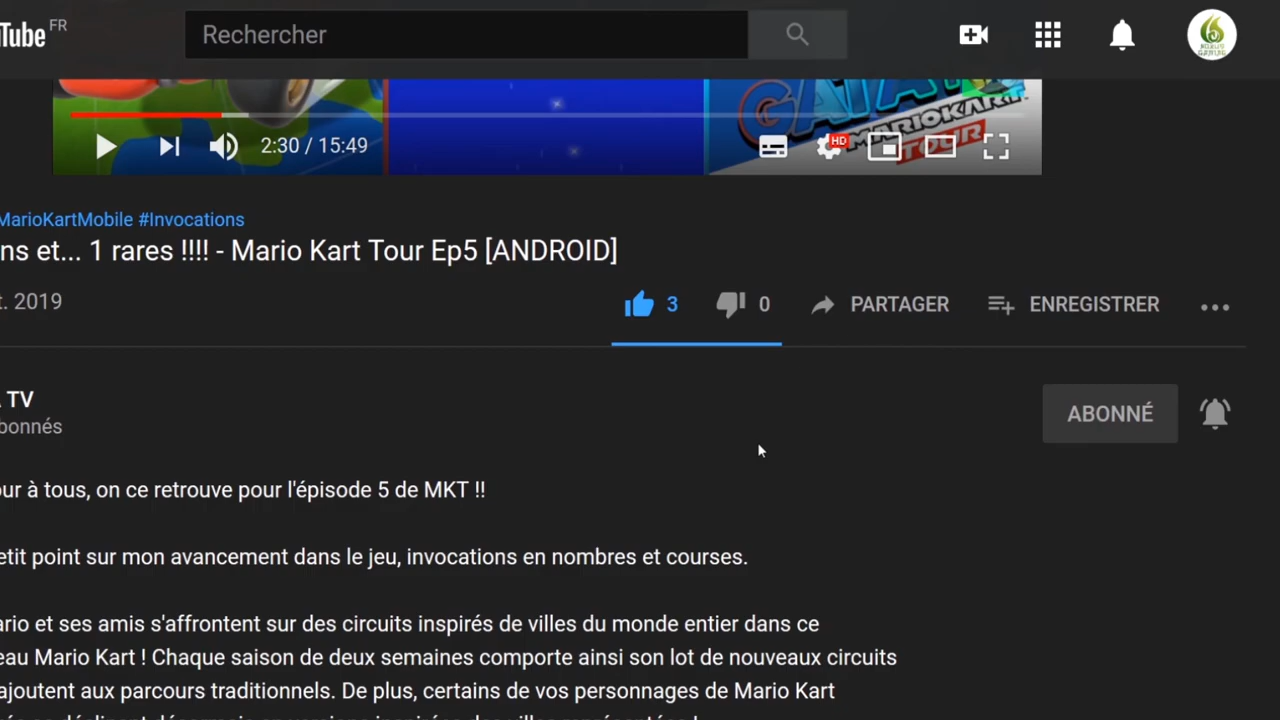 Tube FR
Rechercher
MARIOKART
TOUR
HD
2:30 / 15:49
MarioKartMobile #Invocations
ns et... 1 rares !!!! - Mario Kart Tour Ep5 [ANDROID]
t. 2019
3
0
PARTAGER
ENREGISTRER
TV
bonnés
ABONNÉ
ur à tous, on ce retrouve pour l'épisode 5 de MKT !!
etit point sur mon avancement dans le jeu, invocations en nombres et courses.
ario et ses amis s'affrontent sur des circuits inspirés de villes du monde entier dans ce
eau Mario Kart ! Chaque saison de deux semaines comporte ainsi son lot de nouveaux circuits
ajoutent aux parcours traditionnels. De plus, certains de vos personnages de Mario Kart